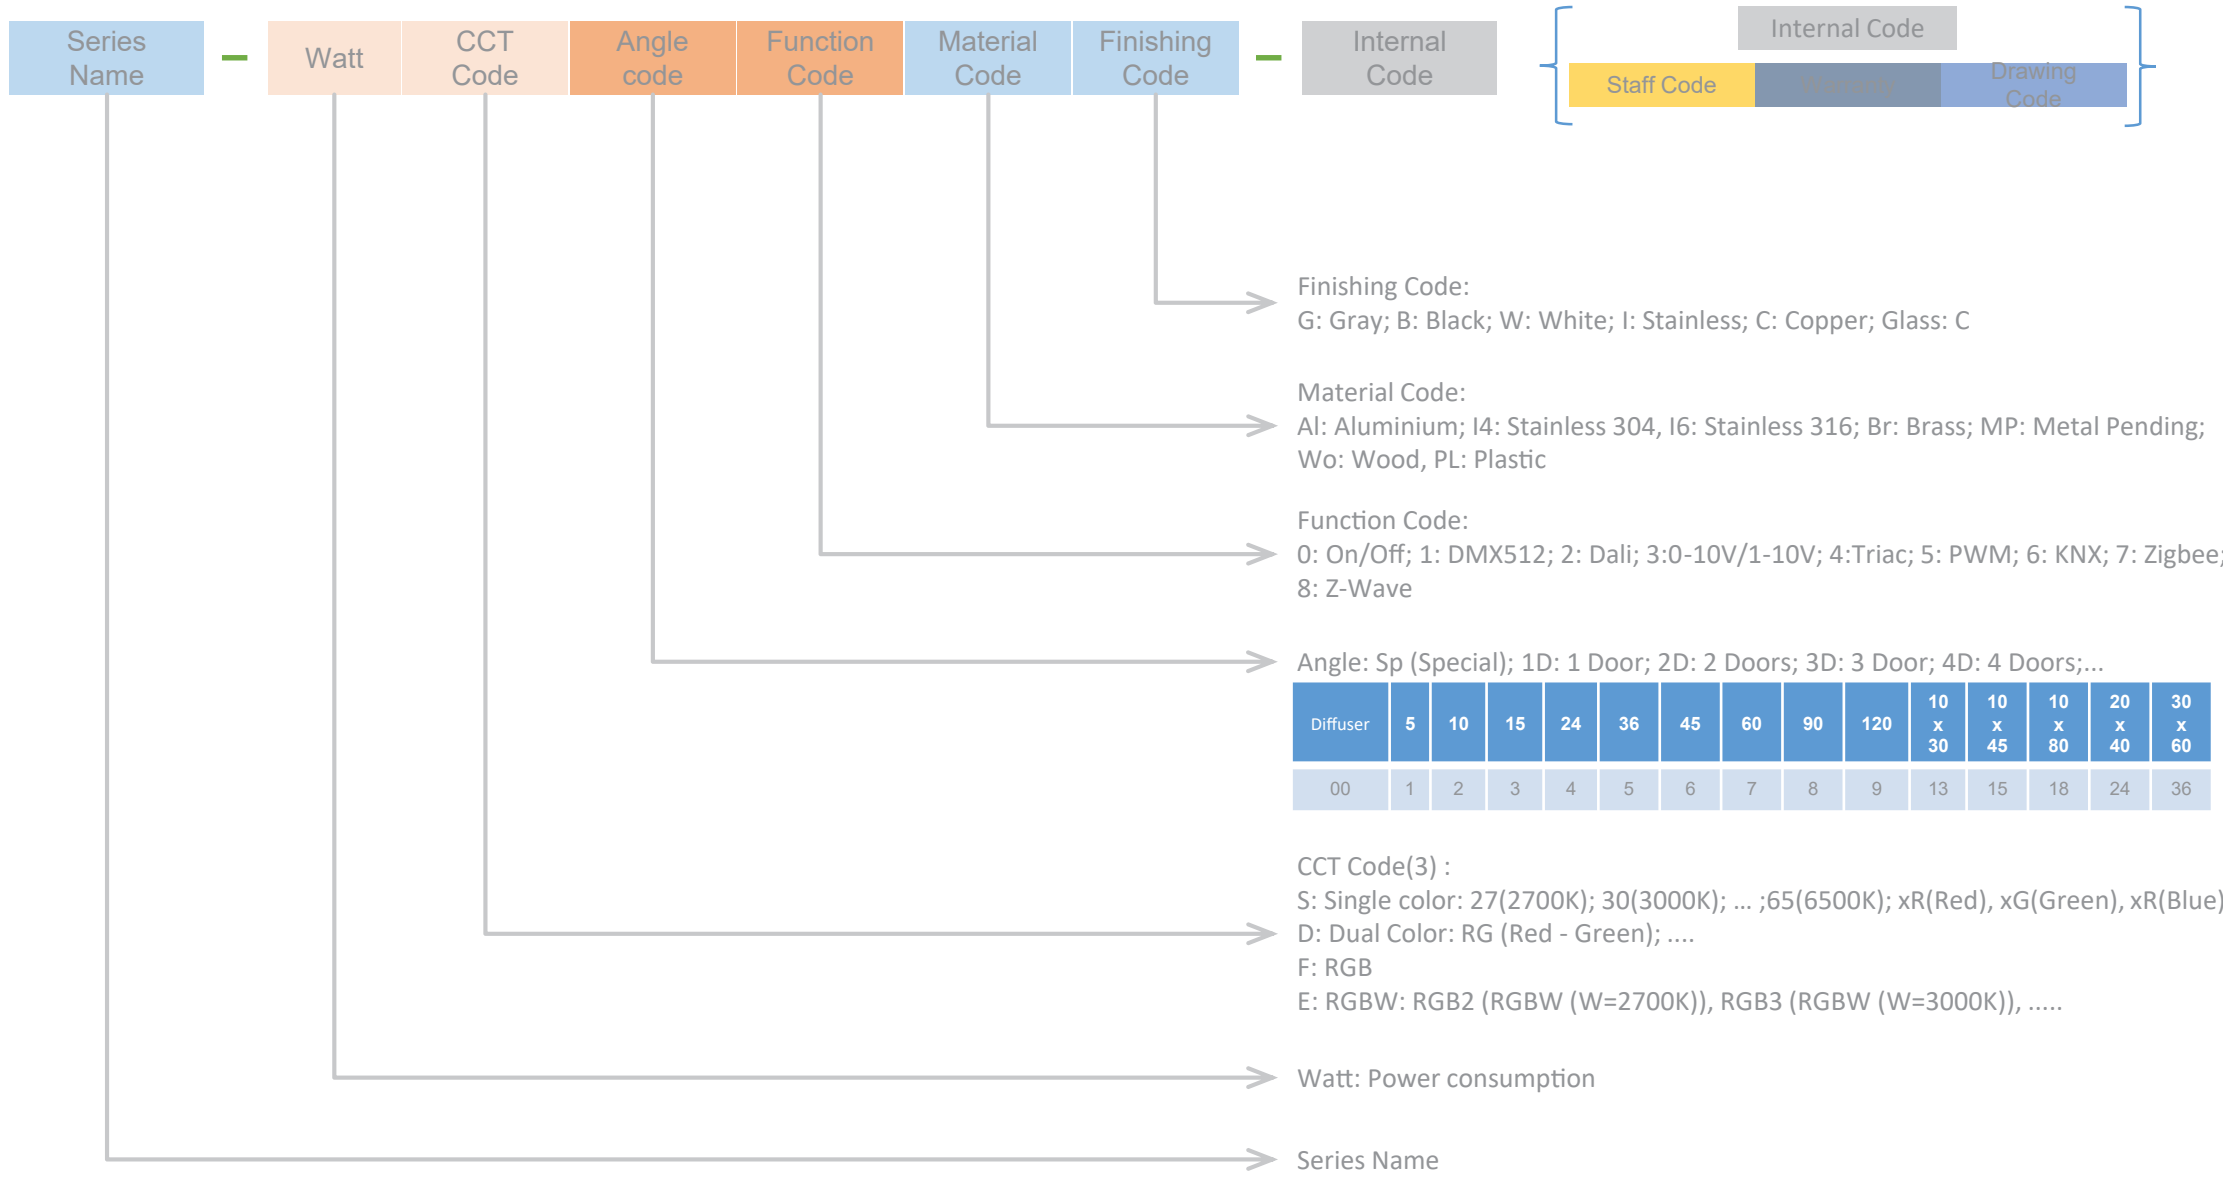 Series Name
–
Watt
CCT Code
Angle code
Function Code
Material Code
Finishing Code
–
Internal Code
Internal Code
Staff Code
Drawing Code
Finishing Code:
G: Gray; B: Black; W: White; I: Stainless; C: Copper; Glass: C
Material Code:
Al: Aluminium; I4: Stainless 304, I6: Stainless 316; Br: Brass; MP: Metal Pending;
Wo: Wood, PL: Plastic
Function Code:
0: On/Off; 1: DMX512; 2: Dali; 3:0-10V/1-10V; 4:Triac; 5: PWM; 6: KNX; 7: Zigbee;
8: Z-Wave
Angle: Sp (Special); 1D: 1 Door; 2D: 2 Doors; 3D: 3 Door; 4D: 4 Doors;...
Diffuser 5 10 15 24 36 45 60 90 120 10 x 30 10 x 45 10 x 80 20 x 40 30 x 60
00 1 2 3 4 5 6 7 8 9 13 15 18 24 36
CCT Code(3) :
S: Single color: 27(2700K); 30(3000K); ... ;65(6500K); xR(Red), xG(Green), xR(Blue)
D: Dual Color: RG (Red - Green); ....
F: RGB
E: RGBW: RGB2 (RGBW (W=2700K)), RGB3 (RGBW (W=3000K)), .....
Watt: Power consumption
Series Name